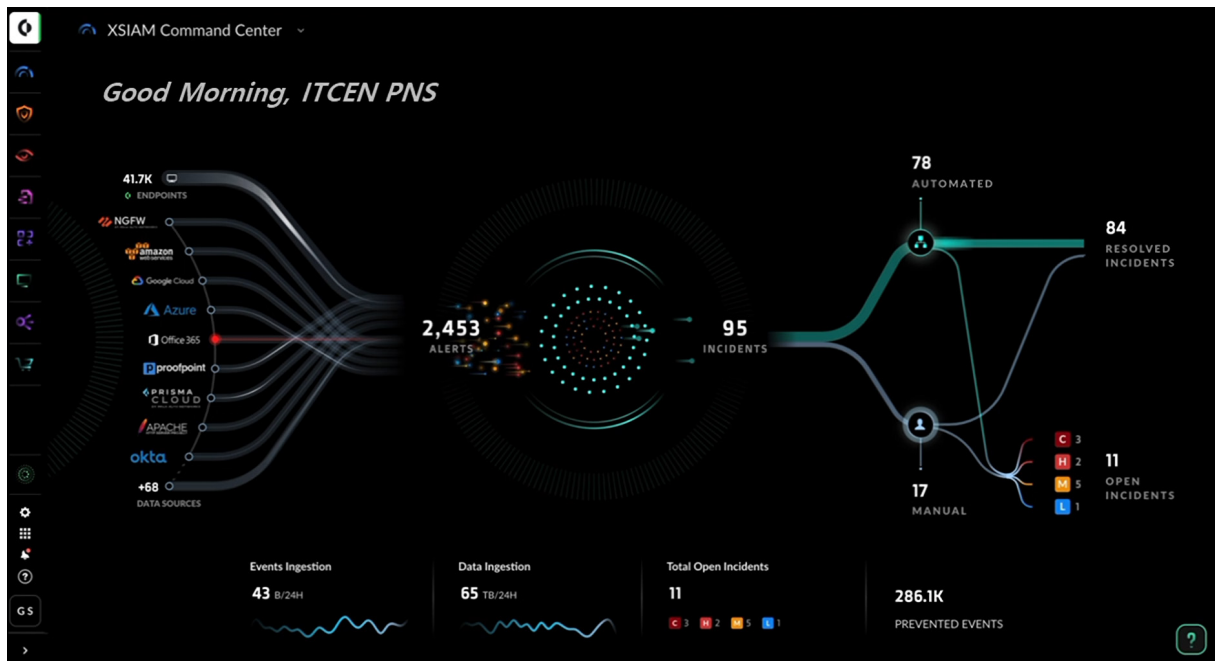 XSIAM Command Center
Good Morning, ITCEN PNS
41.7K
ENDPOINTS
NGFW
amazon
web services
Google Cloud
Azure
Office 365
proofpoint
PRISMA
CLOUD
APACHE
okta
+68
DATA SOURCES
2,453
ALERTS
95
INCIDENTS
78
AUTOMATED
84
RESOLVED
INCIDENTS
17
MANUAL
C 3
H 2
M 5
L 1
11
OPEN
INCIDENTS
Events Ingestion
43 B/24H
Data Ingestion
65 TB/24H
Total Open Incidents
11
C 3 H 2 M 5 L 1
286.1K
PREVENTED EVENTS
G S
?